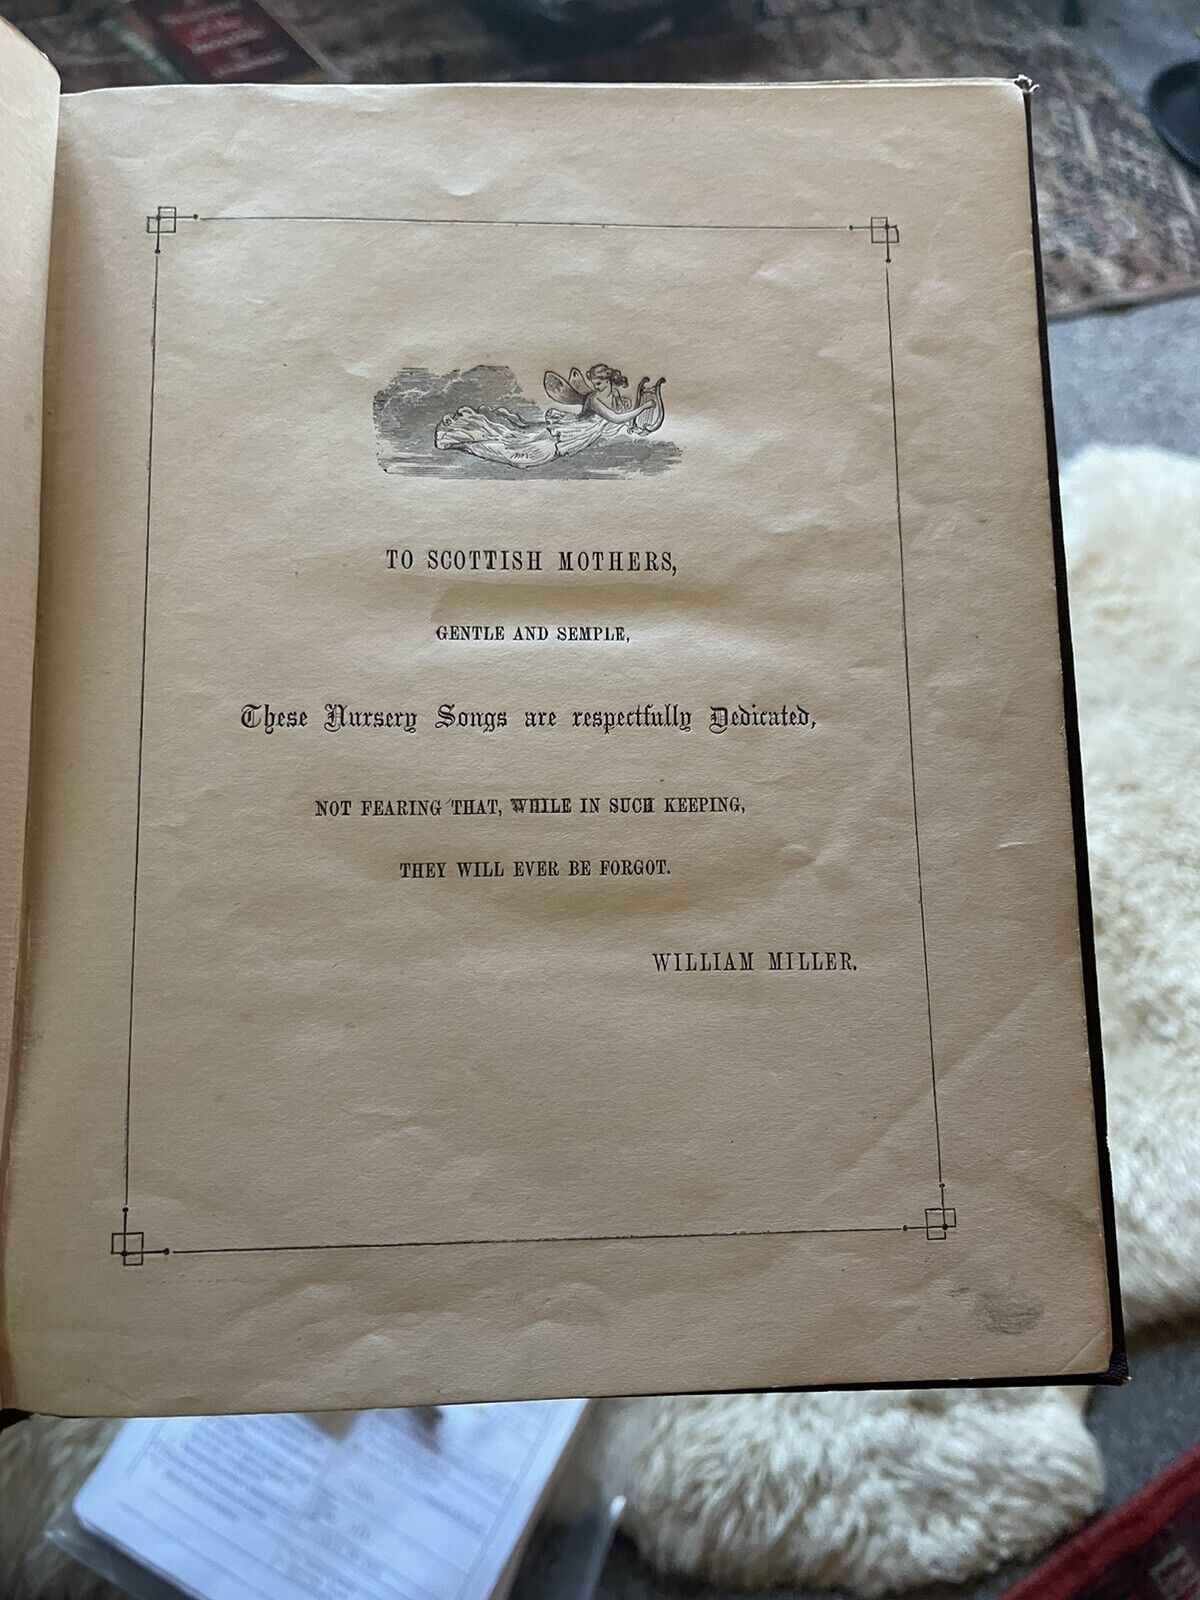 TO SCOTTISH MOTHERS,
GENTLE AND SEMPLE,
These Nursery Songs are respectfully Dedicated,
NOT FEARING THAT, WHILE IN SUCH KEEPING,
THEY WILL EVER BE FORGOT.
WILLIAM MILLER.